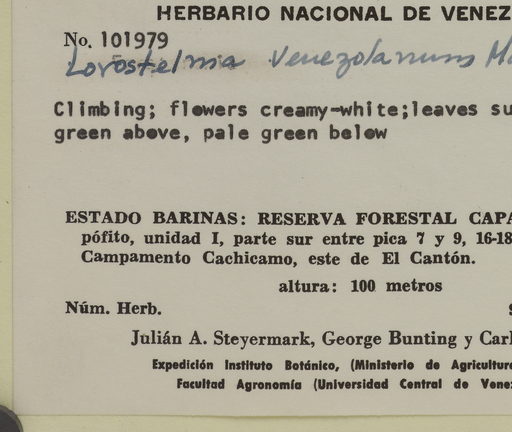 HERBARIO NACIONAL DE VENEZ
No. 101979
Lorostelma Venezolanum Ma
Climbing; flowers creamy-white;leaves su
green above, pale green below
ESTADO BARINAS: RESERVA FORESTAL CAPA
pófito, unidad I, parte sur entre pica 7 y 9, 16-18
Campamento Cachicamo, este de El Cantón.
altura: 100 metros
Núm. Herb.
Julián A. Steyermark, George Bunting y Carl
Expedición Instituto Botánico, (Ministerio de Agricultur
Facultad Agronomía (Universidad Central de Vene